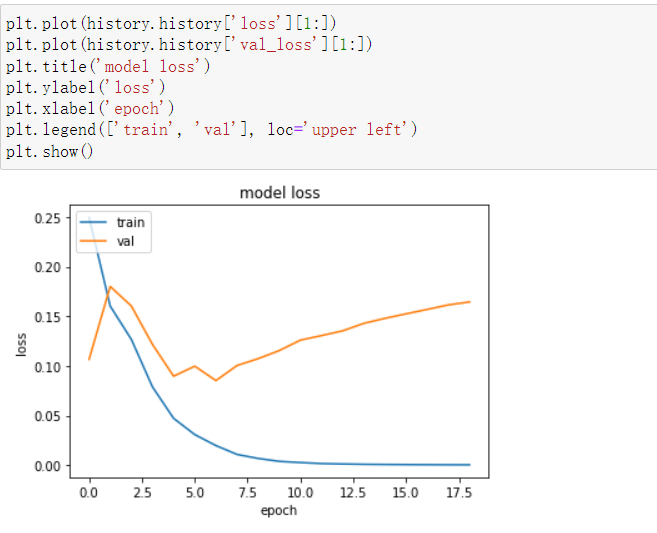 plt.plot(history.history['loss'][1:])
plt.plot(history.history['val_loss'][1:])
plt.title('model loss')
plt.ylabel('loss')
plt.xlabel('epoch')
plt.legend(['train', 'val'], loc='upper left')
plt.show()
model loss
train
val
0.25
0.20
0.15
0.10
0.05
0.00
loss
0.0 2.5 5.0 7.5 10.0 12.5 15.0 17.5
epoch